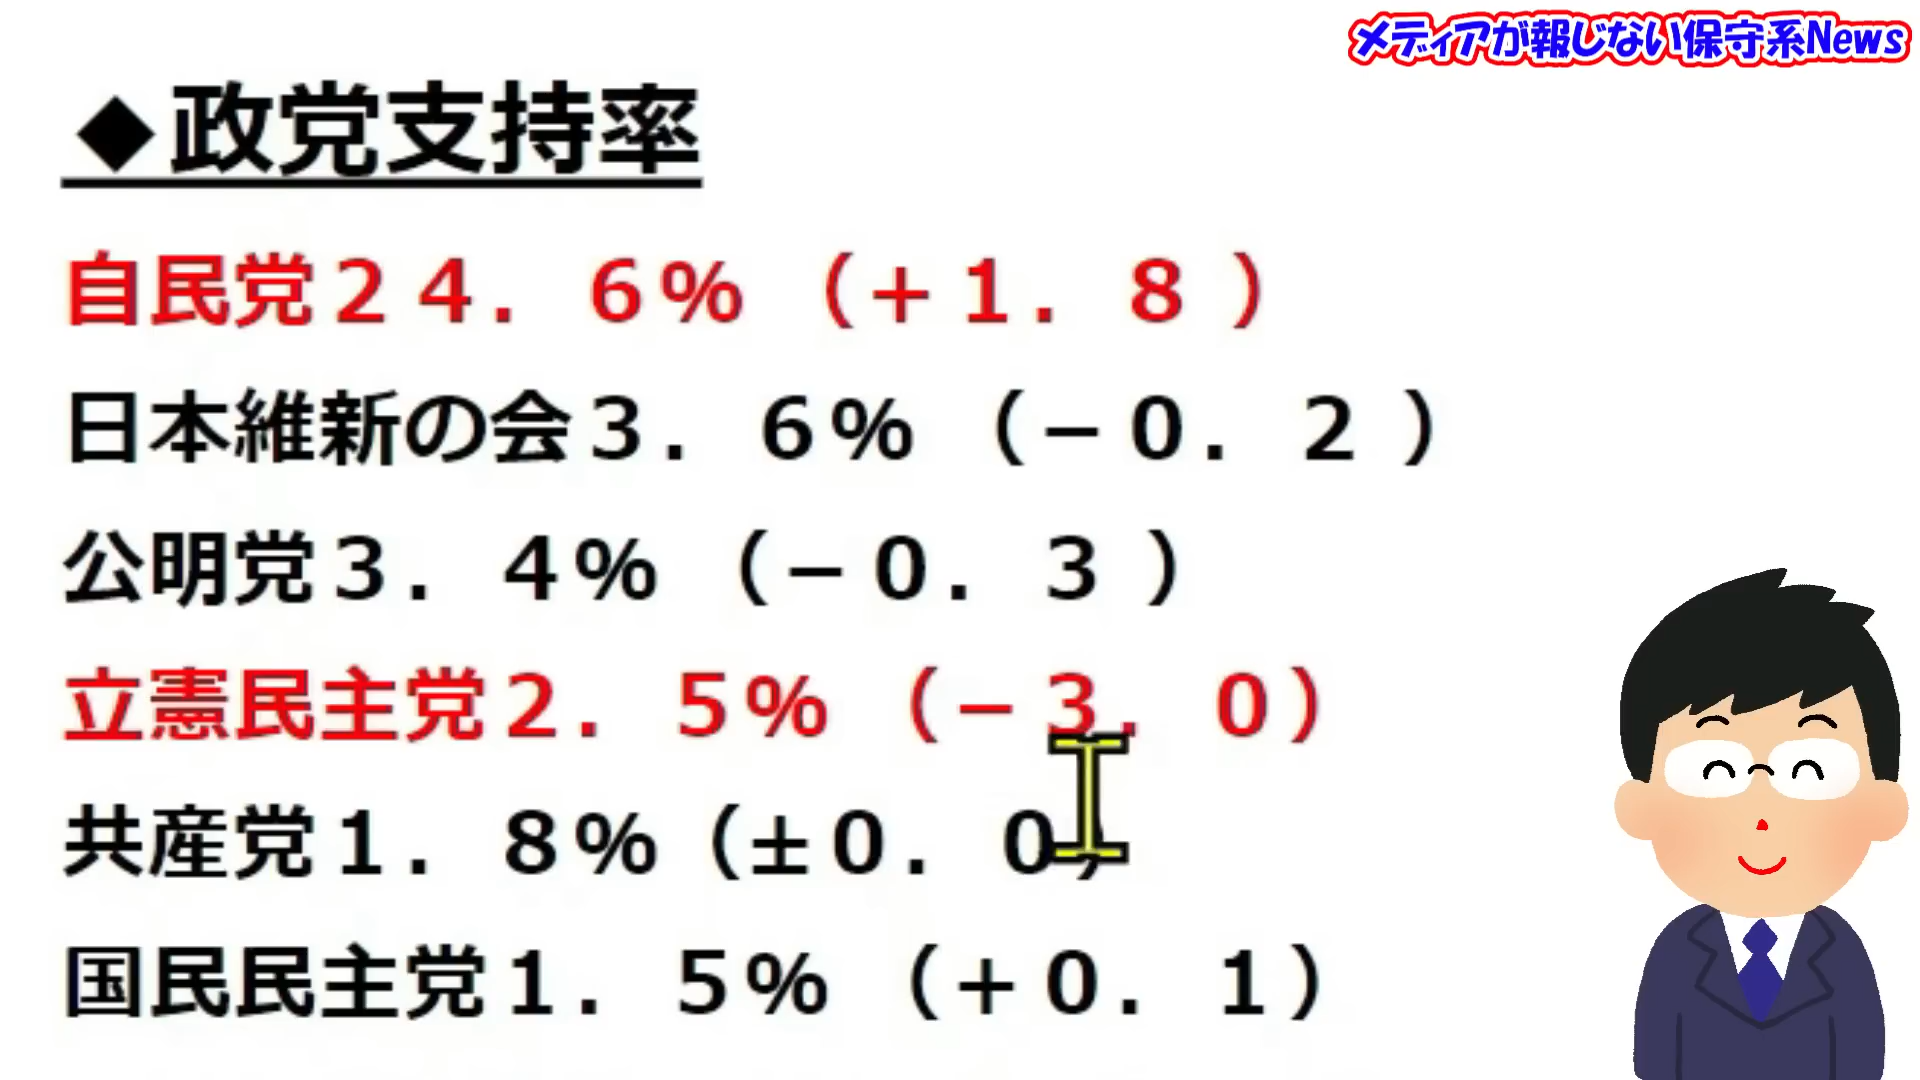 メディアが報じない保守系News
◆政党支持率
自民党２４．６％（＋１．８）
日本維新の会３．６％（－０．２）
公明党３．４％（－０．３）
立憲民主党２．５％（－３．０）
共産党１．８％（±０．０）
国民民主党１．５％（＋０．１）